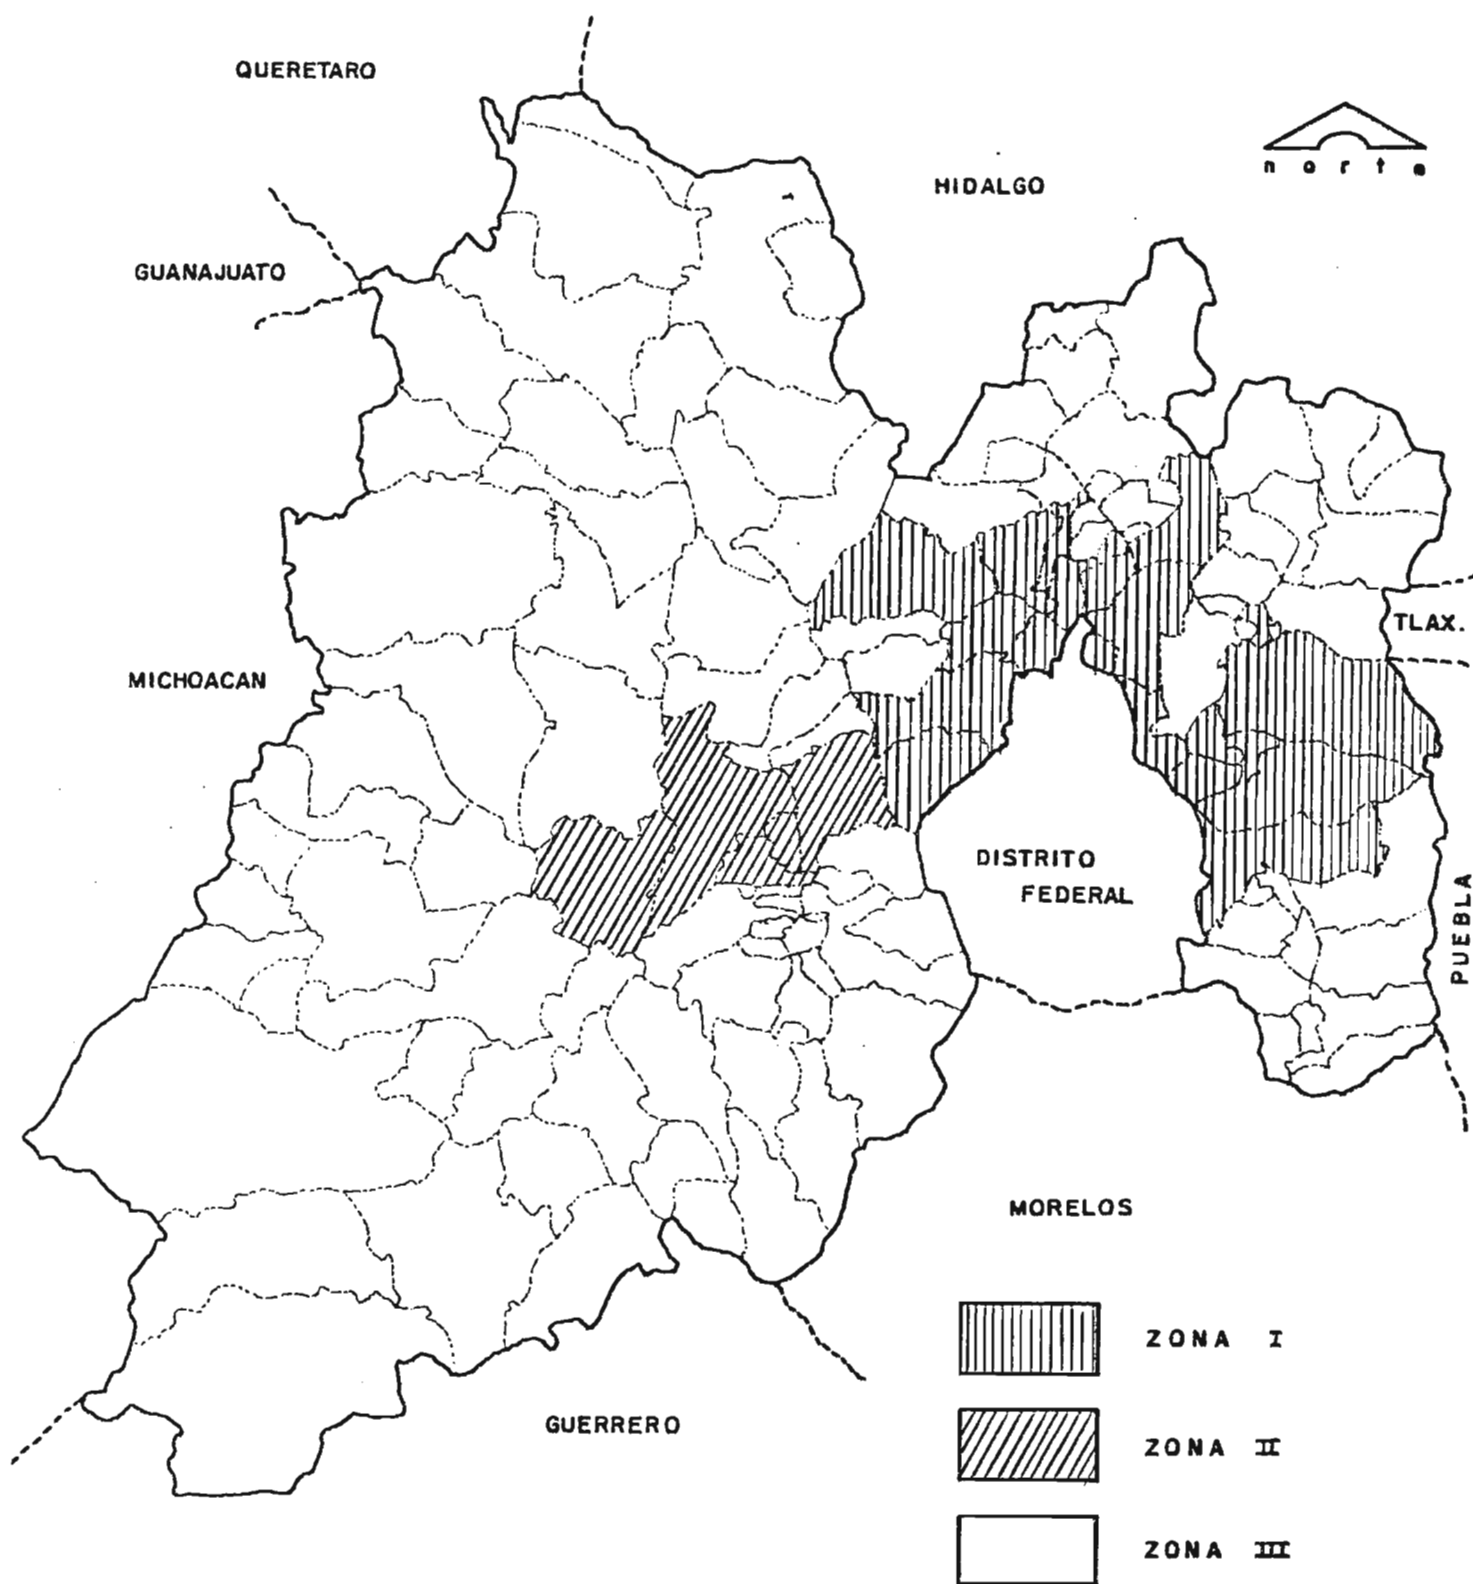 QUERETARO
HIDALGO
norte
GUANAJUATO
TLAX.
MICHOACAN
DISTRITO
FEDERAL
PUEBLA
MORELOS
ZONA I
GUERRERO
ZONA II
ZONA III